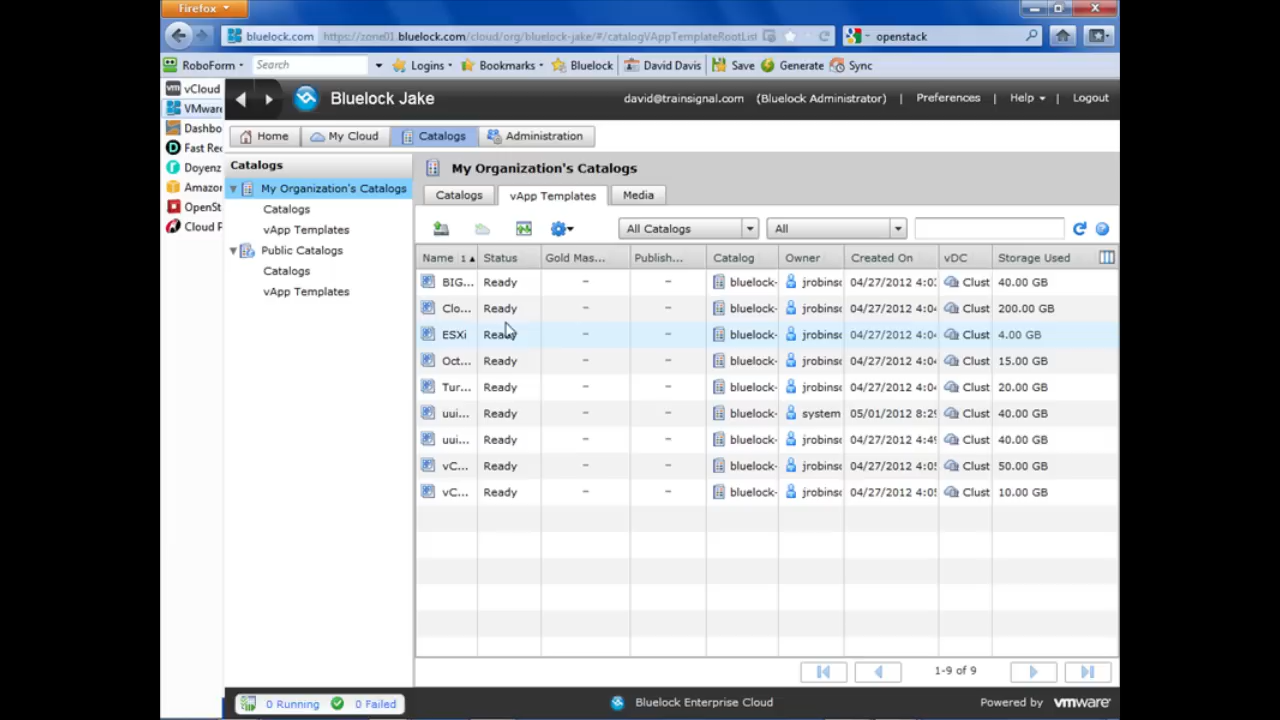 Firefox
bluelock.com https://zone01.bluelock.com/cloud/org/bluelock-jake/#/catalogVAppTemplateRootList openstack
RoboForm Search Logins Bookmarks Bluelock David Davis Save Generate Sync
vCloud
VMware
Dashbo
Fast Rec
Doyenz
Amazon
OpenSt
Cloud F
Bluelock Jake david@trainsignal.com (Bluelock Administrator) | Preferences | Help | Logout
Home My Cloud Catalogs Administration
Catalogs
My Organization's Catalogs
Catalogs
vApp Templates
Public Catalogs
Catalogs
vApp Templates
My Organization's Catalogs
Catalogs vApp Templates Media
All Catalogs All
Name 1▲ Status Gold Mas... Publish... Catalog Owner Created On vDC Storage Used
BIG... Ready - - bluelock- jrobins 04/27/2012 4:0 Clust 40.00 GB
Clo... Ready - - bluelock- jrobins 04/27/2012 4:04 Clust 200.00 GB
ESXi Ready - - bluelock- jrobins 04/27/2012 4:04 Clust 4.00 GB
Oct... Ready - - bluelock- jrobins 04/27/2012 4:04 Clust 15.00 GB
Tur... Ready - - bluelock- jrobins 04/27/2012 4:04 Clust 20.00 GB
uui... Ready - - bluelock- system 05/01/2012 8:29 Clust 40.00 GB
uui... Ready - - bluelock- jrobins 04/27/2012 4:49 Clust 40.00 GB
vC... Ready - - bluelock- jrobins 04/27/2012 4:05 Clust 50.00 GB
vC... Ready - - bluelock- jrobins 04/27/2012 4:05 Clust 10.00 GB
1-9 of 9
0 Running 0 Failed Bluelock Enterprise Cloud Powered by vmware